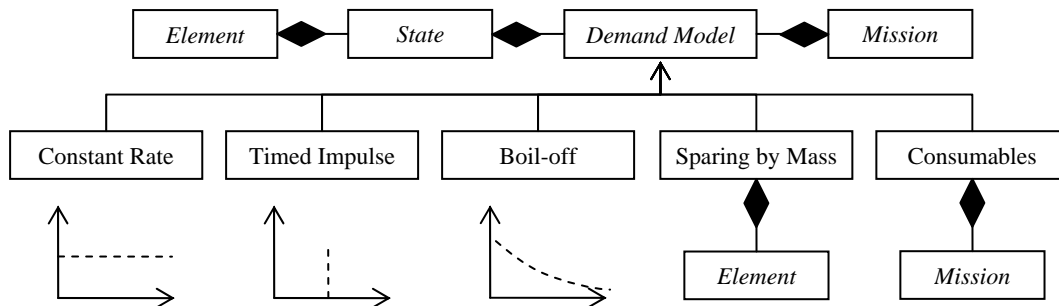 Element
State
Demand Model
Mission
Constant Rate
Timed Impulse
Boil-off
Sparing by Mass
Consumables
Element
Mission